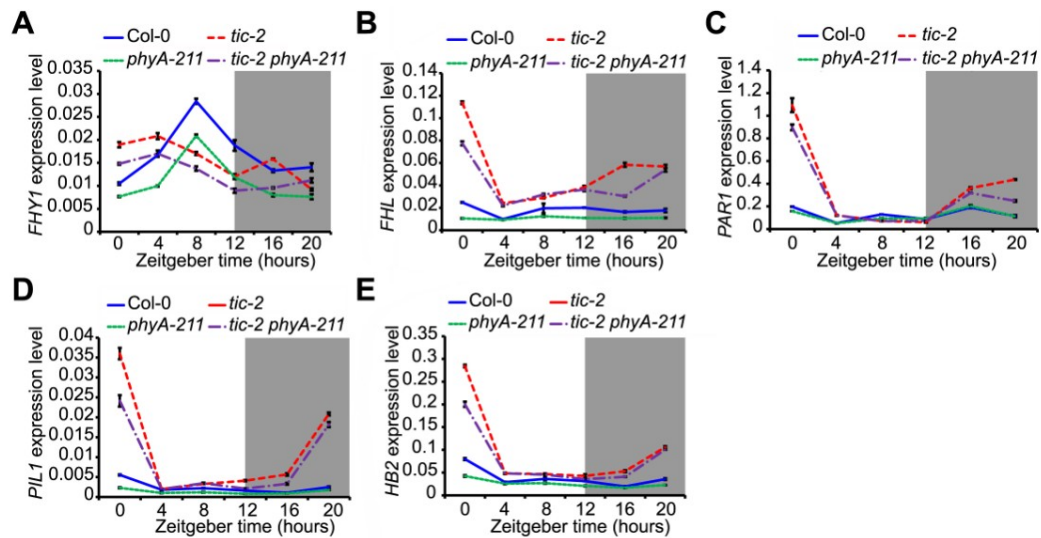 A
Col-0 tic-2
phyA-211 tic-2 phyA-211
FHY1 expression level
0.035
0.03
0.025
0.02
0.015
0.01
0.005
0
0 4 8 12 16 20
Zeitgeber time (hours)
B
Col-0 tic-2
phyA-211 tic-2 phyA-211
FHL expression level
0.14
0.12
0.1
0.08
0.06
0.04
0.02
0
0 4 8 12 16 20
Zeitgeber time (hours)
C
Col-0 tic-2
phyA-211 tic-2 phyA-211
PAR1 expression level
1.4
1.2
1
0.8
0.6
0.4
0.2
0
0 4 8 12 16 20
Zeitgeber time (hours)
D
Col-0 tic-2
phyA-211 tic-2 phyA-211
PIL1 expression level
0.04
0.035
0.03
0.025
0.02
0.015
0.01
0.005
0
0 4 8 12 16 20
Zeitgeber time (hours)
E
Col-0 tic-2
phyA-211 tic-2 phyA-211
HB2 expression level
0.35
0.3
0.25
0.2
0.15
0.1
0.05
0
0 4 8 12 16 20
Zeitgeber time (hours)